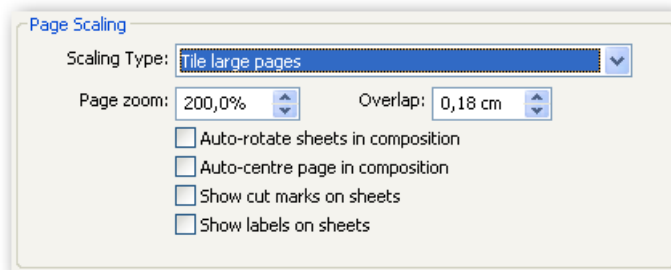 Page Scaling
Scaling Type: Tile large pages
Page zoom: 200,0% Overlap: 0,18 cm
Auto-rotate sheets in composition
Auto-centre page in composition
Show cut marks on sheets
Show labels on sheets